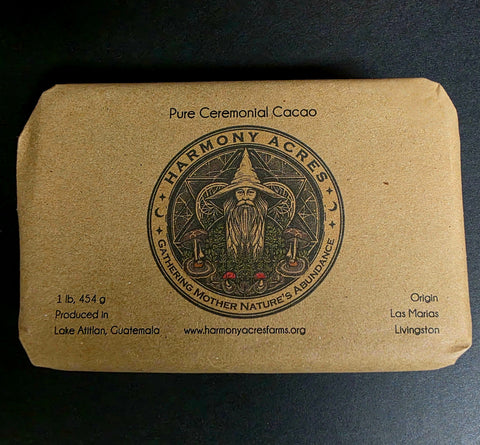 Pure Ceremonial Cacao
HARMONY ACRES
GATHERING MOTHER NATURE'S ABUNDANCE
1 lb, 454 g
Produced in
Lake Atitlan, Guatemala
www.harmonyacresfarms.org
Origin
Las Marias
Livingston